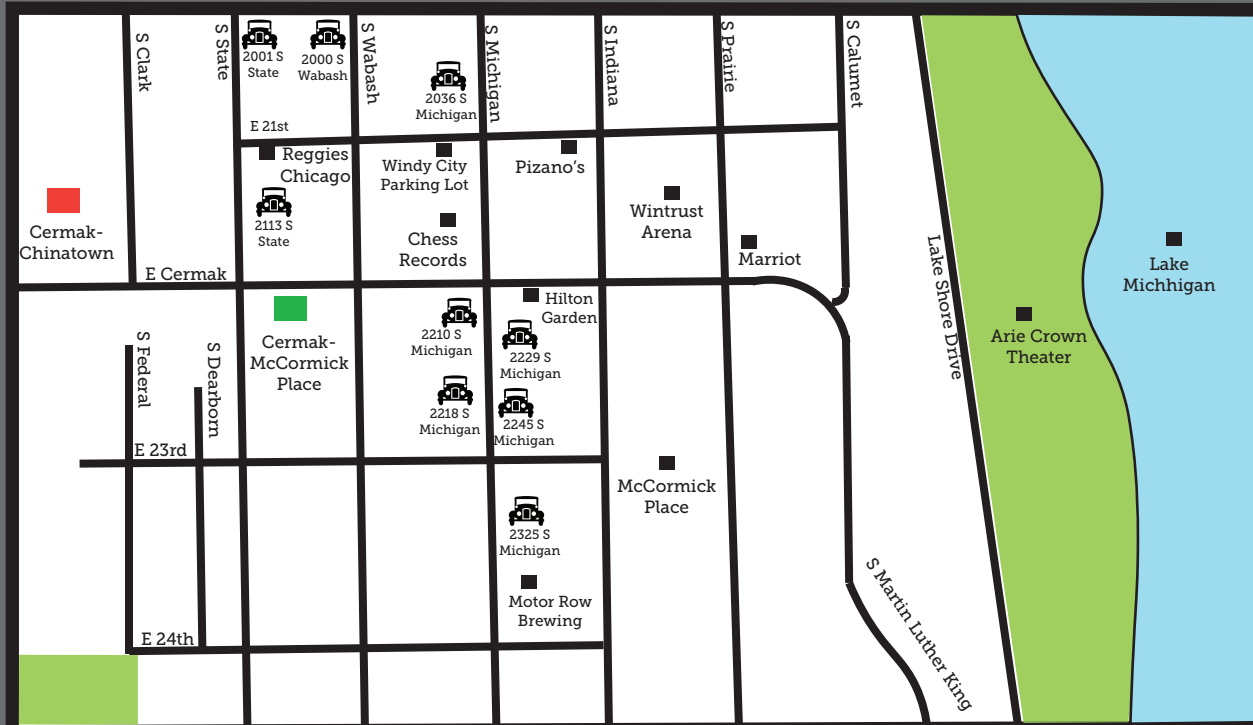 S Clark
S State
2001 S
State
2000 S
Wabash
S Wabash
2036 S
Michigan
S Michigan
S Indiana
S Prairie
S Calumet
E 21st
Reggies
Chicago
Windy City
Parking Lot
Pizano's
2113 S
State
Chess
Records
Wintrust
Arena
Marriot
Cermak-
Chinatown
E Cermak
Lake Shore Drive
Lake
Michhigan
Arie Crown
Theater
Cermak-
McCormick
Place
Hilton
Garden
2210 S
Michigan
2229 S
Michigan
2218 S
Michigan
2245 S
Michigan
S Federal
S Dearborn
E 23rd
McCormick
Place
2325 S
Michigan
Motor Row
Brewing
E 24th
S Martin Luther King